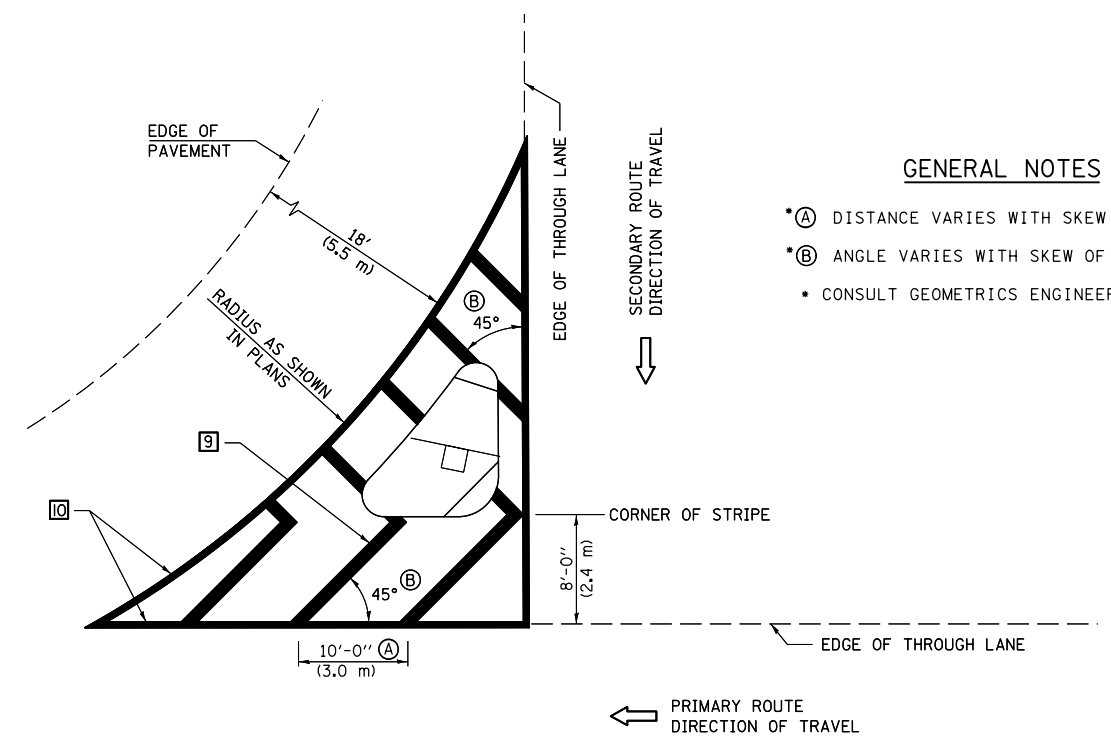 EDGE OF
PAVEMENT
18'
(5.5 m)
RADIUS AS SHOWN
IN PLANS
EDGE OF THROUGH LANE
SECONDARY ROUTE
DIRECTION OF TRAVEL
GENERAL NOTES
*Ⓐ DISTANCE VARIES WITH SKEW
*Ⓑ ANGLE VARIES WITH SKEW OF
* CONSULT GEOMETRICS ENGINEER
Ⓑ
45°
9
10
CORNER OF STRIPE
8'-0"
(2.4 m)
45° Ⓑ
10'-0" Ⓐ
(3.0 m)
EDGE OF THROUGH LANE
PRIMARY ROUTE
DIRECTION OF TRAVEL